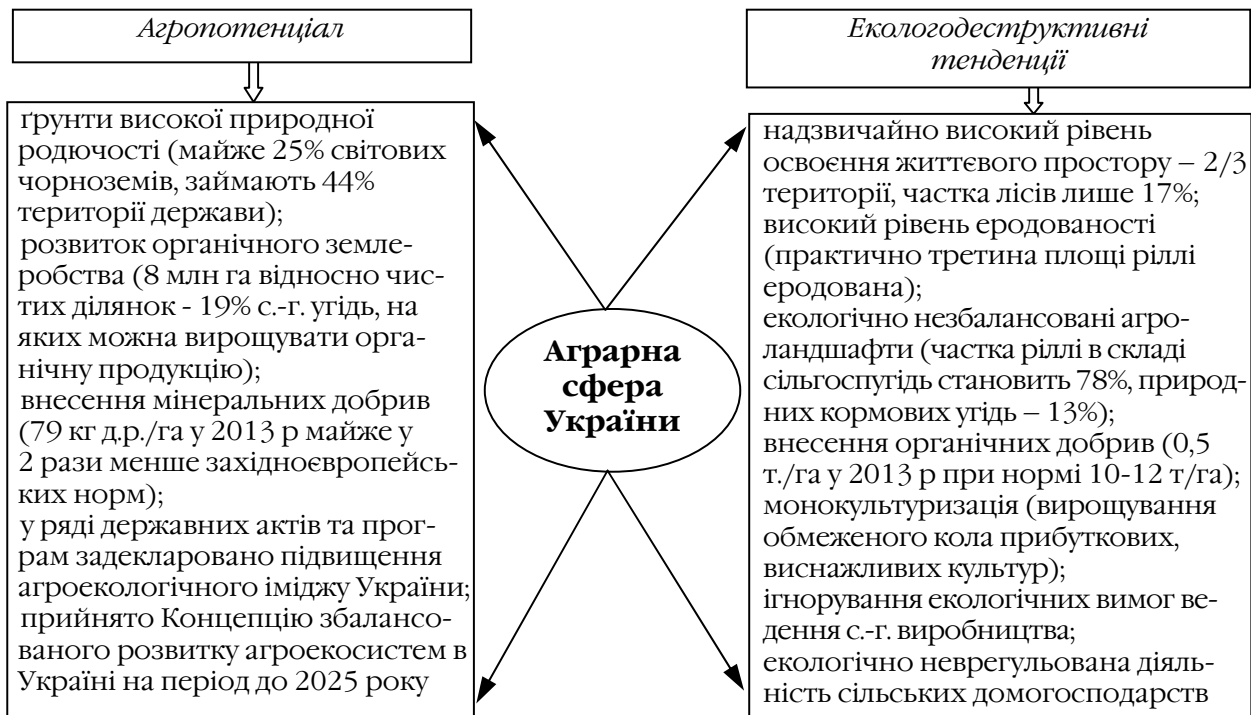 Агропотенціал
ґрунти високої природної
родючості (майже 25% світових
чорноземів, займають 44%
території держави);
розвиток органічного земле-
робства (8 млн га відносно чис-
тих ділянок - 19% с.-г. угідь, на
яких можна вирощувати орга-
нічну продукцію);
внесення мінеральних добрив
(79 кг д.р./га у 2013 р майже у
2 рази менше західноєвропейсь-
ких норм);
у ряді державних актів та прог-
рам задекларовано підвищення
агроекологічного іміджу України;
прийнято Концепцію збалансо-
ваного розвитку агроекосистем в
Україні на період до 2025 року
Аграрна
сфера
України
Екологодеструктивні
тенденції
надзвичайно високий рівень
освоєння життєвого простору – 2/3
території, частка лісів лише 17%;
високий рівень еродованості
(практично третина площі ріллі
еродована);
екологічно незбалансовані агро-
ландшафти (частка ріллі в складі
сільгоспугідь становить 78%, природ-
них кормових угідь – 13%);
внесення органічних добрив (0,5
т./га у 2013 р при нормі 10-12 т/га);
монокультуризація (вирощування
обмеженого кола прибуткових,
виснажливих культур);
ігнорування екологічних вимог ве-
дення с.-г. виробництва;
екологічно неврегульована діяль-
ність сільських домогосподарств